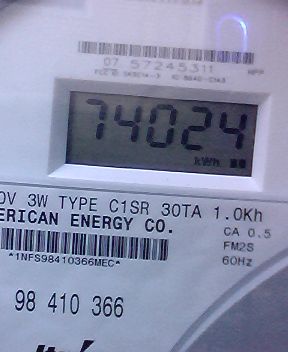 07 57245311
74024
kWh
0V 3W TYPE C1SR 30TA 1.0Kh
ERICAN ENERGY CO.
CA 0.5
FM2S
*1NFS98410366MEC*
60Hz
98 410 366